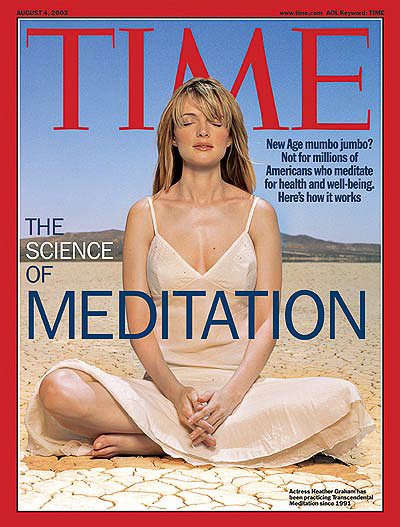 AUGUST 4, 2003
www.time.com AOL Keyword: TIME
TIME
New Age mumbo jumbo?
Not for millions of
Americans who meditate
for health and well-being.
Here's how it works
THE
SCIENCE
OF
MEDITATION
Actress Heather Graham has
been practicing Transcendental
Meditation since 1991